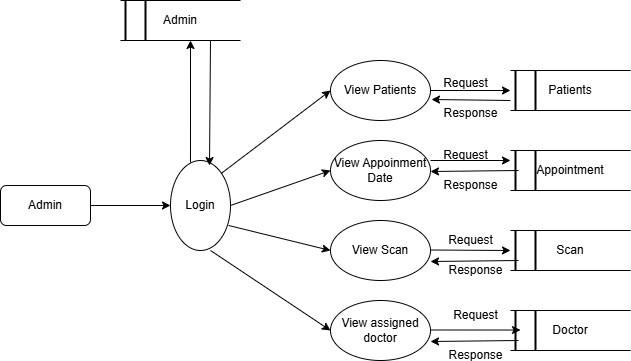 Admin
View Patients
Request
Response
Patients
View Appoinment
Date
Request
Response
Appointment
Admin
Login
View Scan
Request
Response
Scan
View assigned
doctor
Request
Response
Doctor